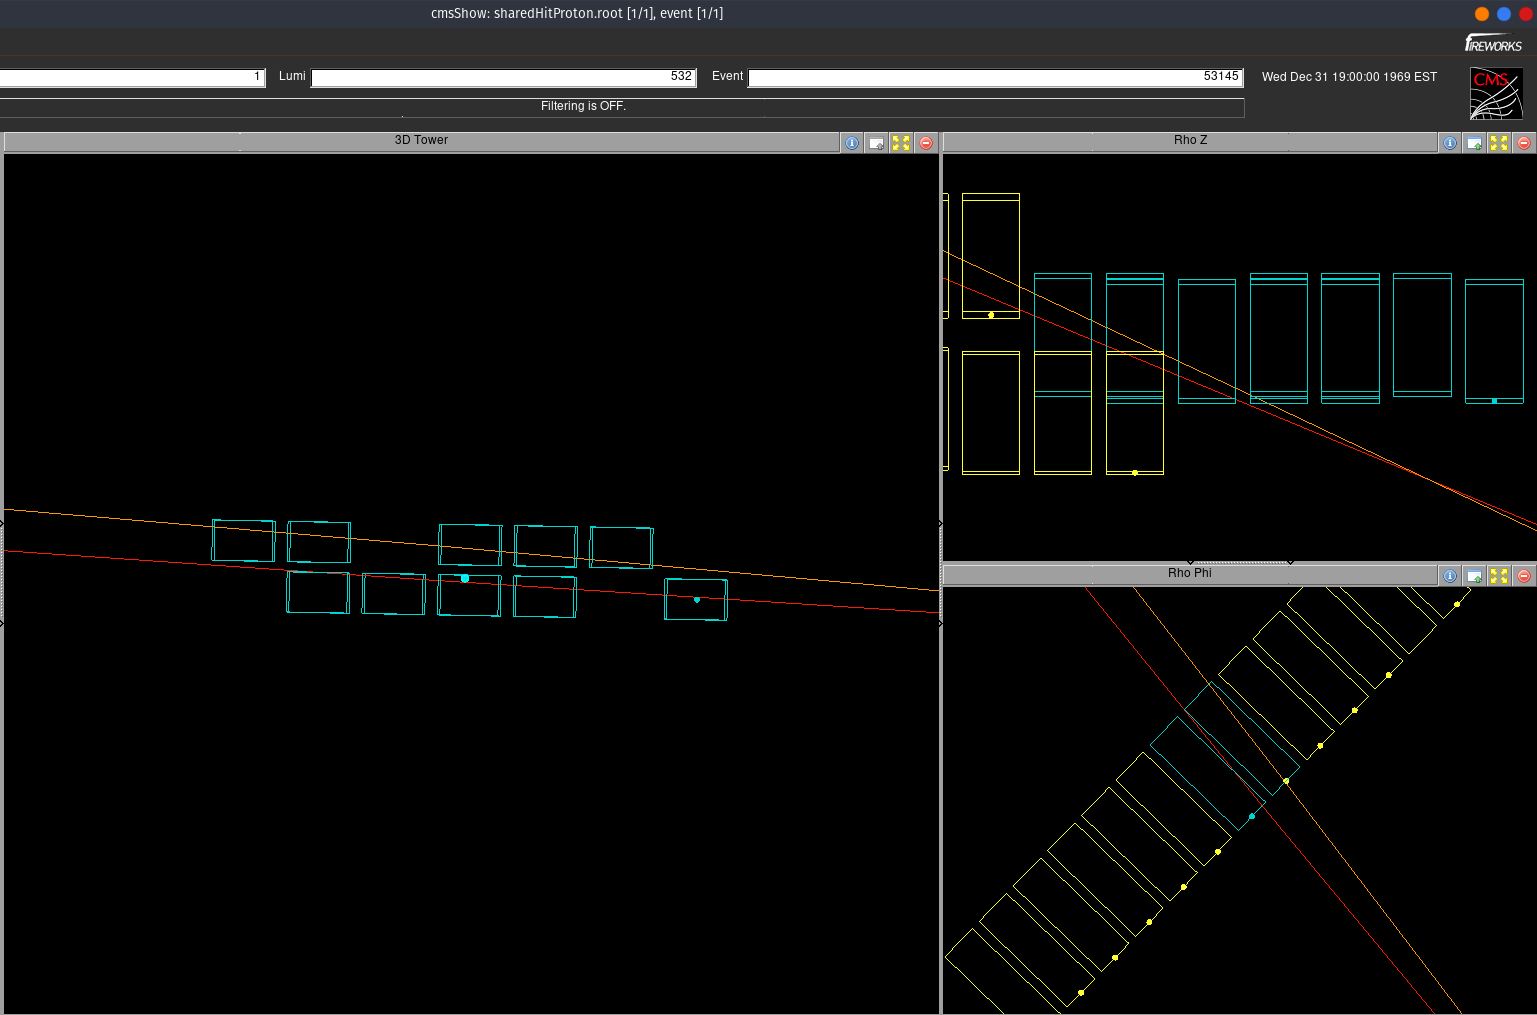 cmsShow: sharedHitProton.root [1/1], event [1/1]
fireworks
1 Lumi 532 Event 53145 Wed Dec 31 19:00:00 1969 EST
CMS
Filtering is OFF.
3D Tower
Rho Z
Rho Phi